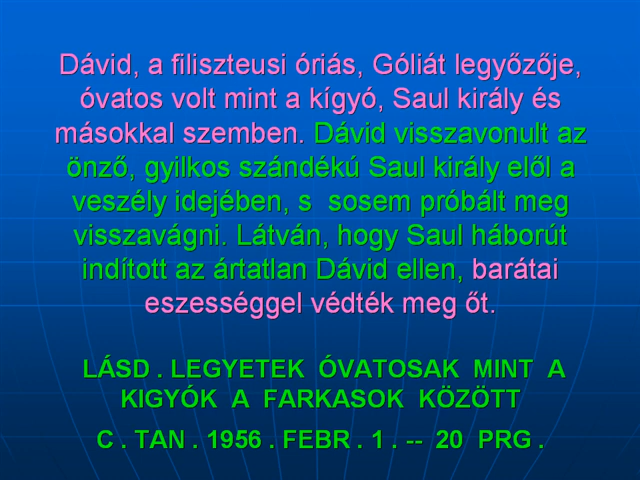 Dávid, a filiszteusi óriás, Góliát legyőzője,
óvatos volt mint a kígyó, Saul király és
másokkal szemben. Dávid visszavonult az
önző, gyilkos szándékú Saul király elől a
veszély idejében, s  sosem próbált meg
visszavágni. Látván, hogy Saul háborút
indított az ártatlan Dávid ellen, barátai
eszességgel védték meg őt.
LÁSD . LEGYETEK  ÓVATOSAK  MINT  A
KIGYÓK  A  FARKASOK  KÖZÖTT
C . TAN . 1956 . FEBR . 1 . --  20  PRG .